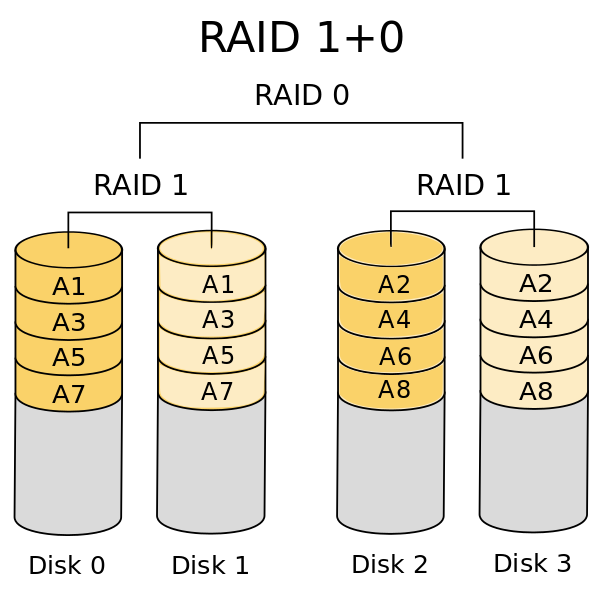 RAID 1+0
RAID 0
RAID 1
RAID 1
A1
A3
A5
A7
A1
A3
A5
A7
A2
A4
A6
A8
A2
A4
A6
A8
Disk 0
Disk 1
Disk 2
Disk 3